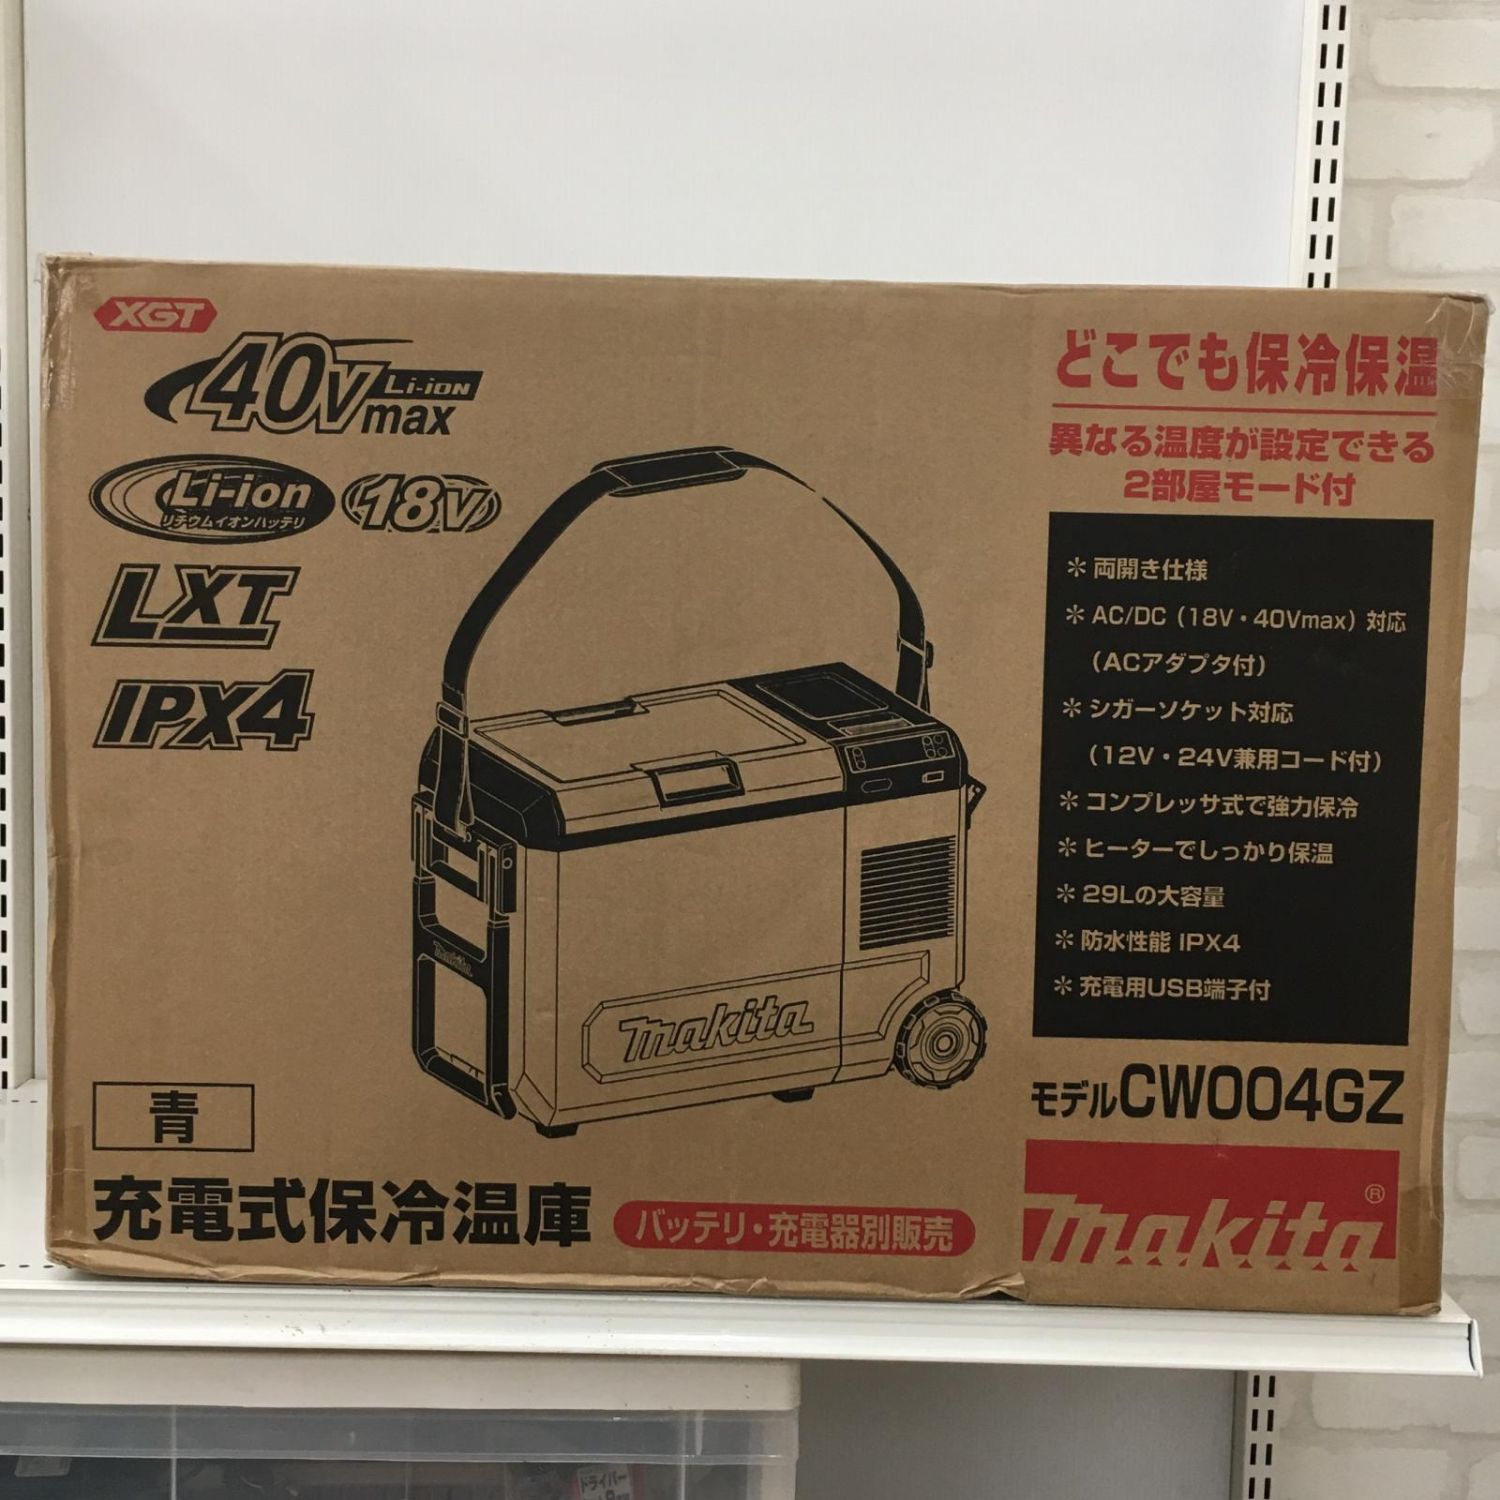 XGT
40Vmax Li-ion
Li-ion
リチウムイオンバッテリ
18V
LXT
IPX4
どこでも保冷保温
異なる温度が設定できる
2部屋モード付
＊両開き仕様
＊AC/DC（18V・40Vmax）対応
（ACアダプタ付）
＊シガーソケット対応
（12V・24V兼用コード付）
＊コンプレッサ式で強力保冷
＊ヒーターでしっかり保温
＊29Lの大容量
＊防水性能 IPX4
＊充電用USB端子付
makita
makita
モデルCW004GZ
青
充電式保冷温庫
バッテリ・充電器別販売
makita®
ドライバー